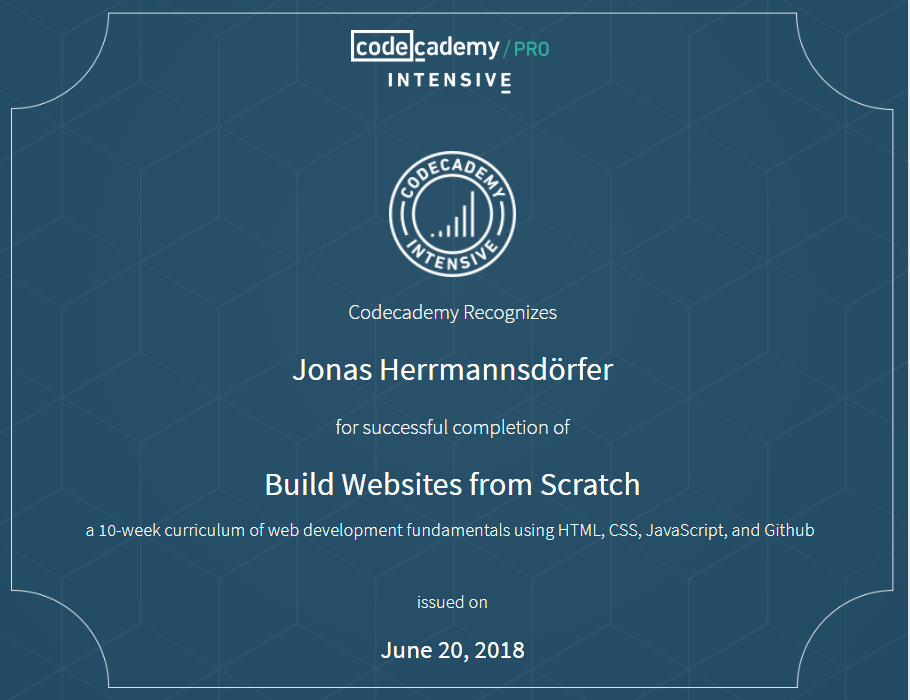 codecademy / PRO
INTENSIVE
CODECADEMY
INTENSIVE
Codecademy Recognizes
Jonas Herrmannsdörfer
for successful completion of
Build Websites from Scratch
a 10-week curriculum of web development fundamentals using HTML, CSS, JavaScript, and Github
issued on
June 20, 2018